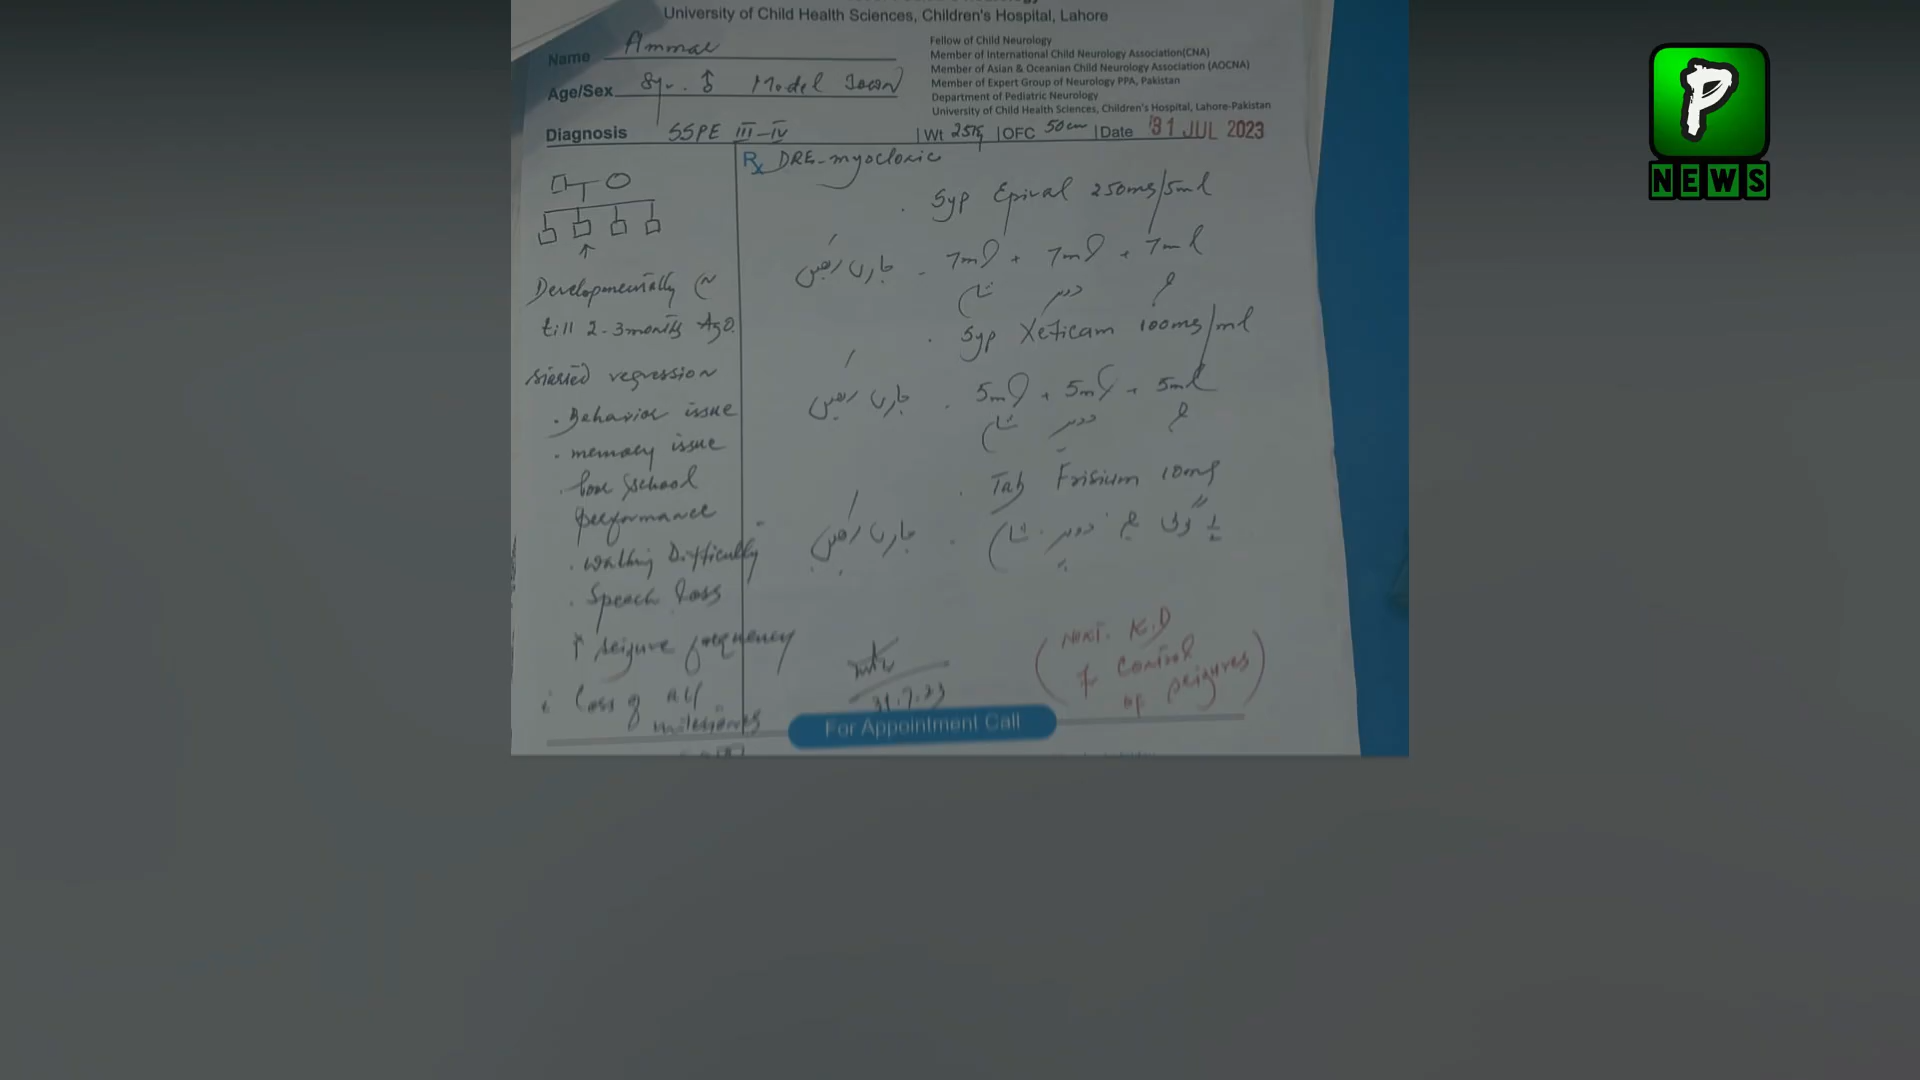 University of Child Health Sciences, Children's Hospital, Lahore
Name Ammar
Age/Sex 8yr. ♂ Model Town
Diagnosis SSPE III-IV
Fellow of Child Neurology
Member of International Child Neurology Association(CNA)
Member of Asian & Oceanian Child Neurology Association (AOCNA)
Member of Expert Group of Neurology PPA, Pakistan
Department of Pediatric Neurology
University of Child Health Sciences, Children's Hospital, Lahore-Pakistan
Wt 25kg OFC 50cm Date 31 JUL 2023
Developmentally
till 2-3 months Ago.
started regression
. Behavior issue
. memory issue
. school
performance
. walking Difficulty
. Speech loss
↑ seizure frequency
loss of all
milestones
Rx DRE-myoclonic
. Syp Epival 250mg/5ml
7ml + 7ml + 7ml
جاری رکھیں
صبح دوپہر شام
. Syp Xeticam 100mg/ml
5ml + 5ml + 5ml
جاری رکھیں
صبح دوپہر شام
. Tab Frisium 10mg
گولی صبح دوپہر شام
جاری رکھیں
31.7.23
K.D
control
of seizures)
For Appointment Call
P
NEWS